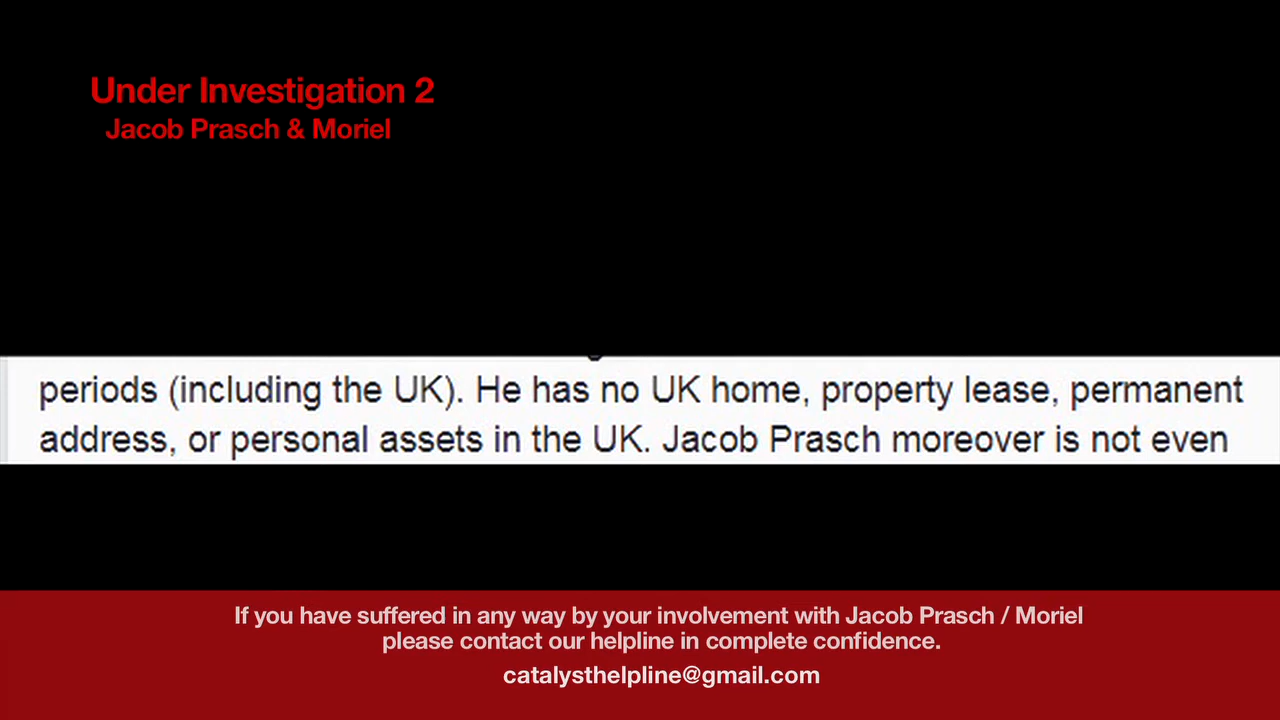 Under Investigation 2
Jacob Prasch & Moriel
periods (including the UK). He has no UK home, property lease, permanent
address, or personal assets in the UK. Jacob Prasch moreover is not even
If you have suffered in any way by your involvement with Jacob Prasch / Moriel
please contact our helpline in complete confidence.
catalysthelpline@gmail.com